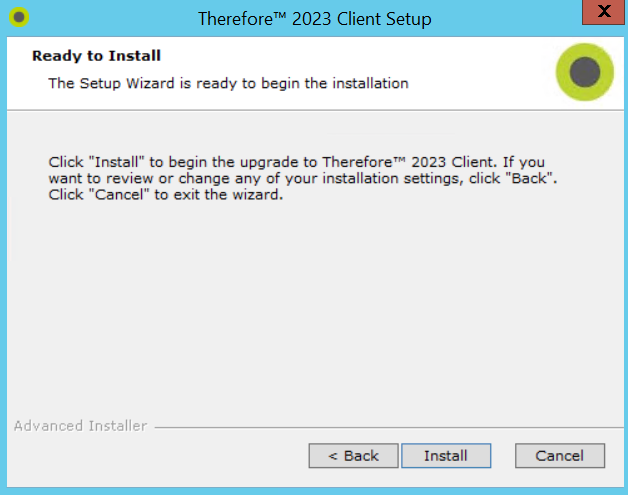 Therefore™ 2023 Client Setup
X
Ready to Install
The Setup Wizard is ready to begin the installation
Click "Install" to begin the upgrade to Therefore™ 2023 Client. If you
want to review or change any of your installation settings, click "Back".
Click "Cancel" to exit the wizard.
Advanced Installer
< Back Install Cancel